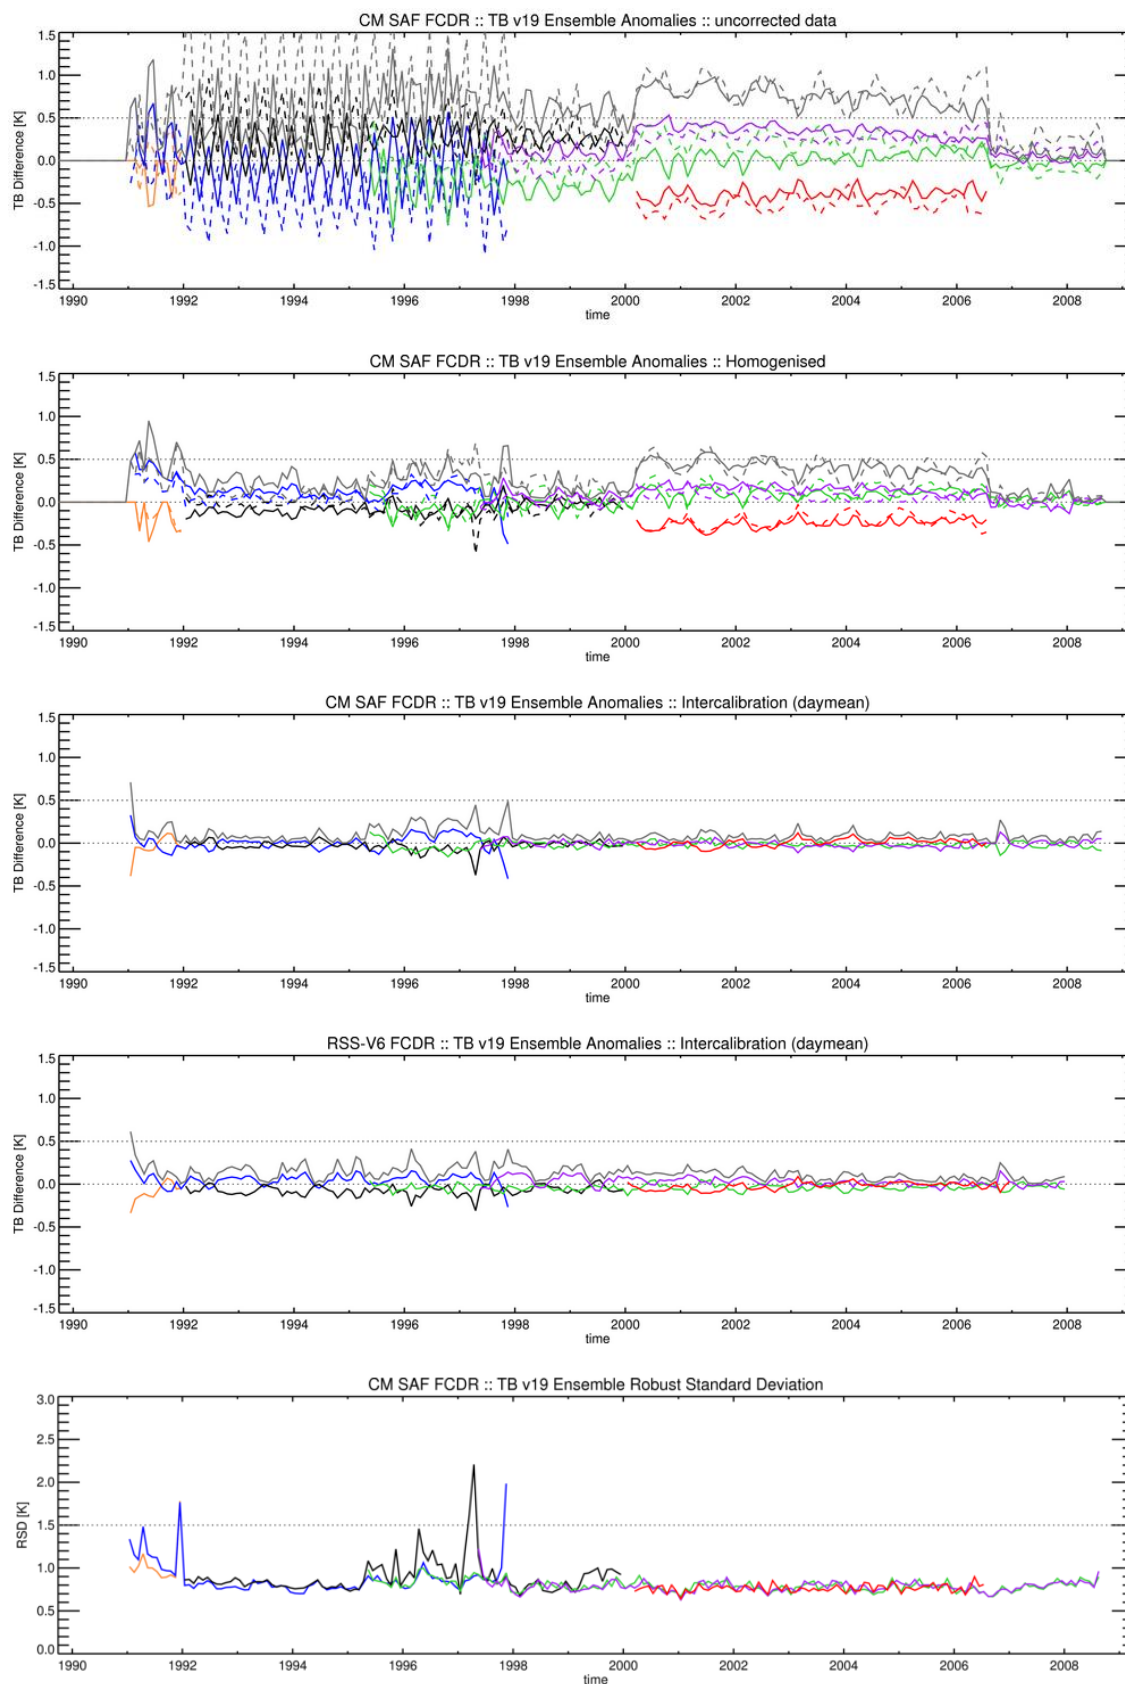 CM SAF FCDR :: TB v19 Ensemble Anomalies :: uncorrected data
1.5
1.0
0.5
0.0
-0.5
-1.0
-1.5
TB Difference [K]
1990 1992 1994 1996 1998 2000 2002 2004 2006 2008
time
CM SAF FCDR :: TB v19 Ensemble Anomalies :: Homogenised
1.5
1.0
0.5
0.0
-0.5
-1.0
-1.5
TB Difference [K]
1990 1992 1994 1996 1998 2000 2002 2004 2006 2008
time
CM SAF FCDR :: TB v19 Ensemble Anomalies :: Intercalibration (daymean)
1.5
1.0
0.5
0.0
-0.5
-1.0
-1.5
TB Difference [K]
1990 1992 1994 1996 1998 2000 2002 2004 2006 2008
time
RSS-V6 FCDR :: TB v19 Ensemble Anomalies :: Intercalibration (daymean)
1.5
1.0
0.5
0.0
-0.5
-1.0
-1.5
TB Difference [K]
1990 1992 1994 1996 1998 2000 2002 2004 2006 2008
time
CM SAF FCDR :: TB v19 Ensemble Robust Standard Deviation
3.0
2.5
2.0
1.5
1.0
0.5
0.0
RSD [K]
1990 1992 1994 1996 1998 2000 2002 2004 2006 2008
time